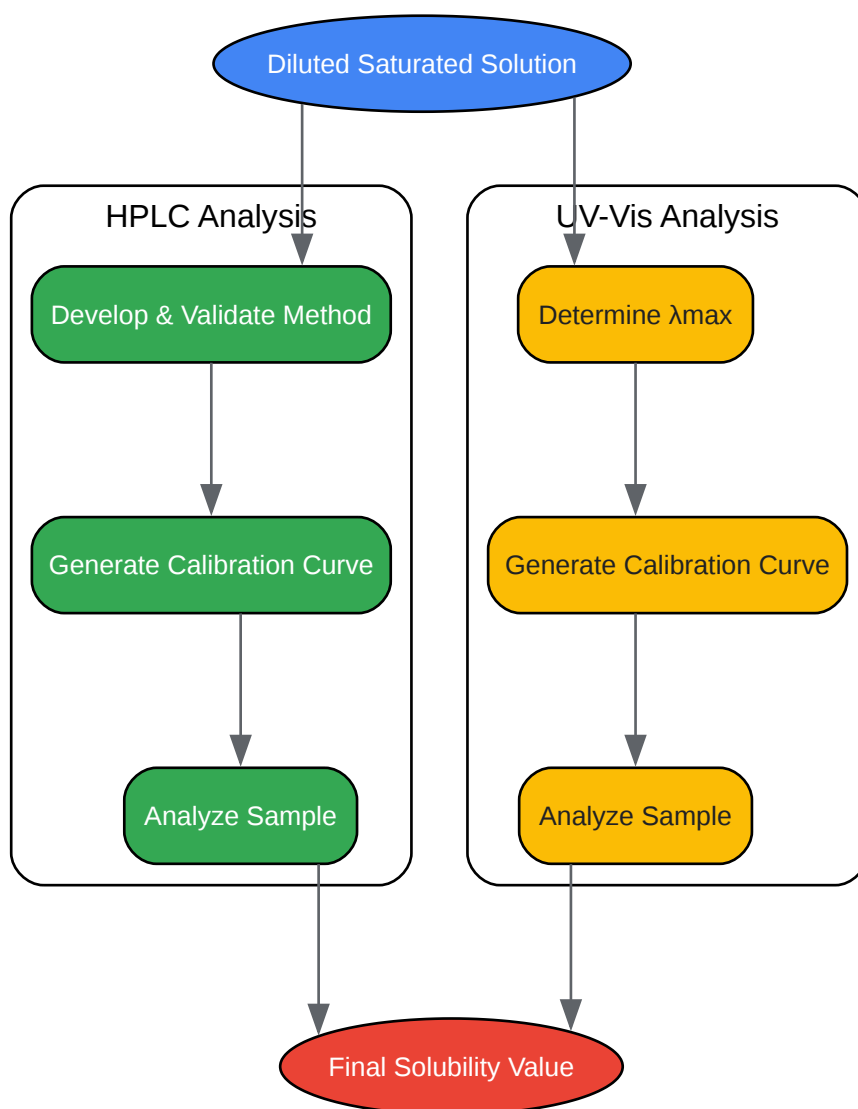 Diluted Saturated Solution
HPLC Analysis
Develop & Validate Method
Generate Calibration Curve
Analyze Sample
UV-Vis Analysis
Determine λmax
Generate Calibration Curve
Analyze Sample
Final Solubility Value